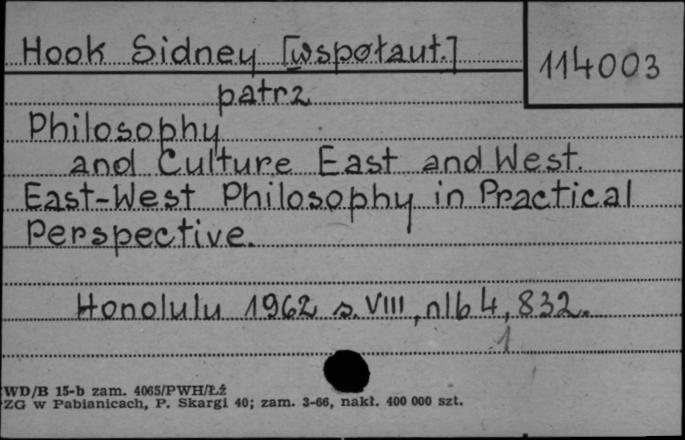 Hook Sidney [współaut.]
114003
patrz
Philosophy
and Culture East and West.
East-West Philosophy in Practical
Perspective.
Honolulu 1962 s. VIII, nlb 4, 832.
1
WD/B 15-b zam. 4065/PWH/Łź
ZG w Pabianicach, P. Skargi 40; zam. 3-66, nakł. 400 000 szt.